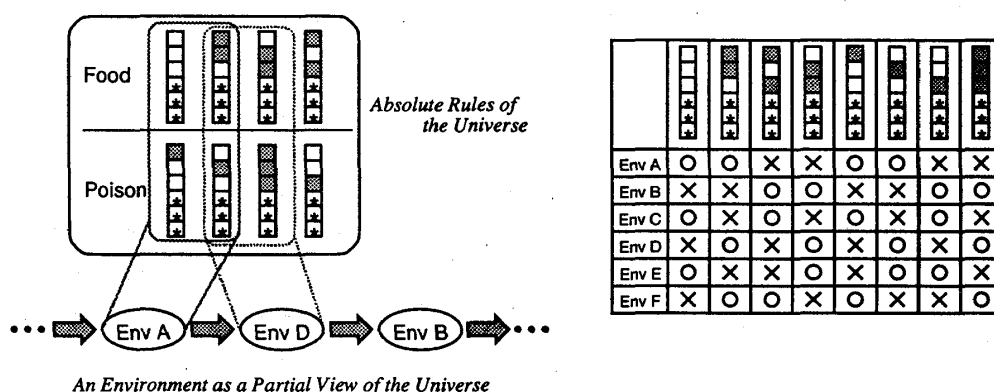 Food
* * * *
* * * *
* * * *
Absolute Rules of
the Universe
Poison
* * * *
* * * *
* * * *
••• Env A Env D Env B •••
An Environment as a Partial View of the Universe
* * * * * * * *
* * * * * * * *
* * * * * * * *
Env A O O X X O O X X
Env B X X O O X X O O
Env C O X O X O X O X
Env D X O X O X O X O
Env E O X X O O X X O
Env F X O O X O X X O